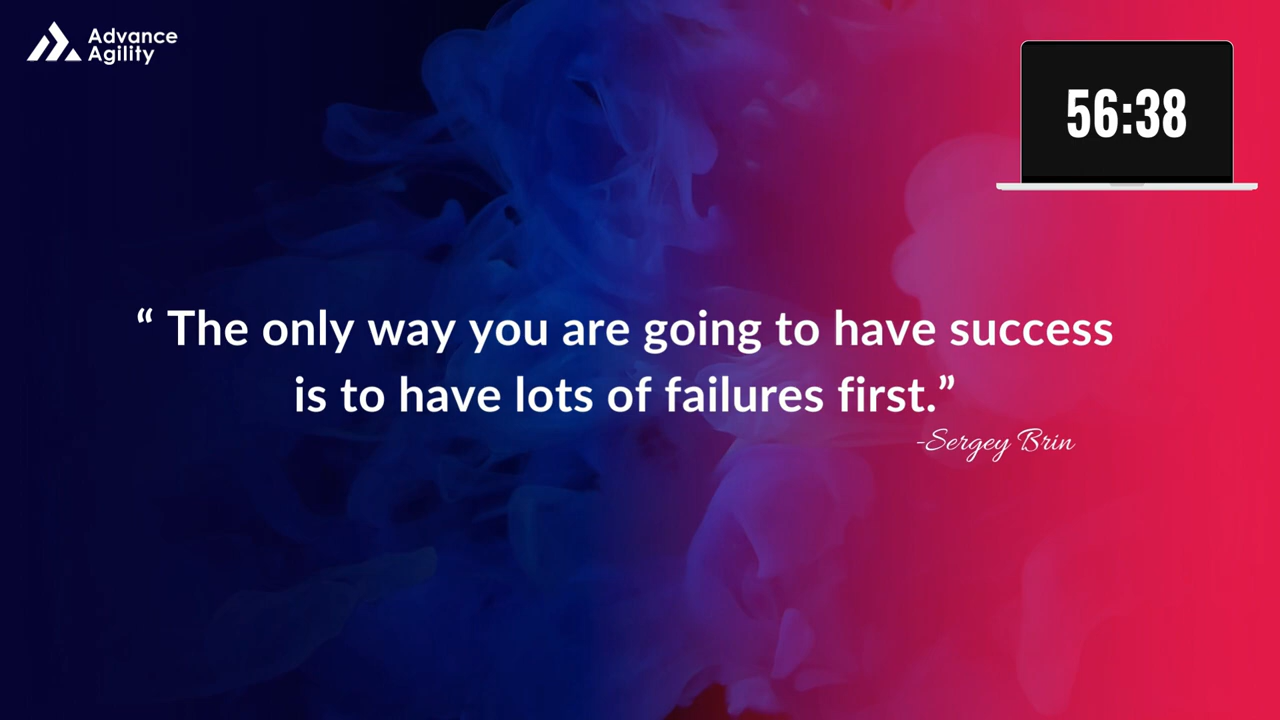 Advance
Agility
56:38
“ The only way you are going to have success
is to have lots of failures first.”
-Sergey Brin